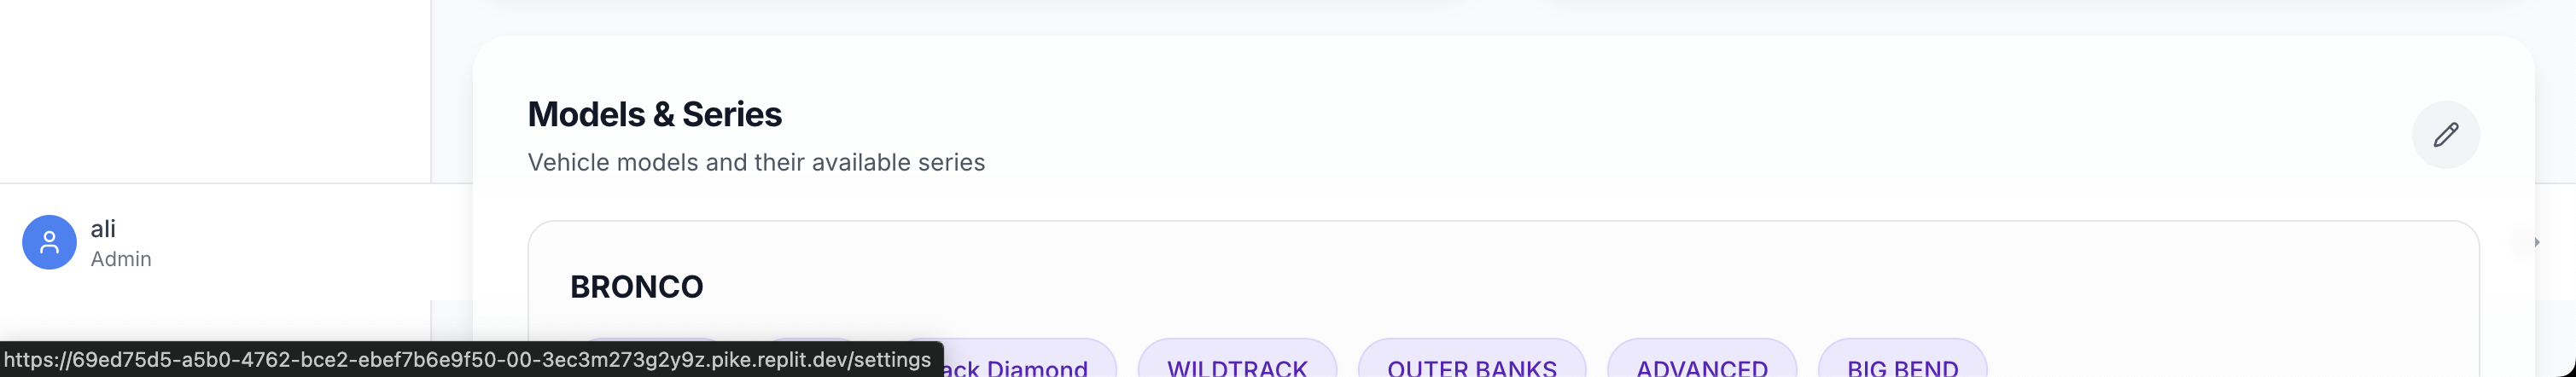 Models & Series
Vehicle models and their available series
ali
Admin
BRONCO
Diamond
WILDTRACK
OUTER BANKS
ADVANCED
BIG BEND
https://69ed75d5-a5b0-4762-bce2-ebef7b6e9f50-00-3ec3m273g2y9z.pike.replit.dev/settings